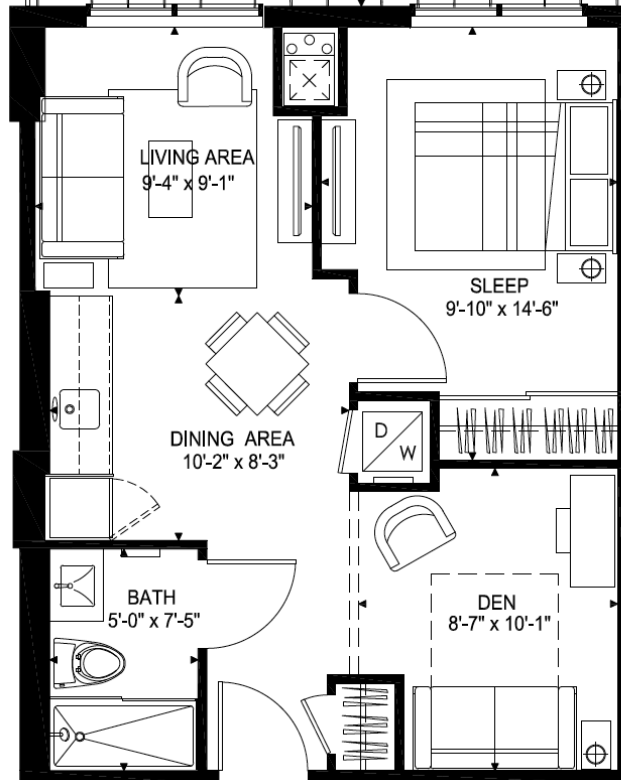 LIVING AREA
9'-4" x 9'-1"
SLEEP
9'-10" x 14'-6"
DINING AREA
10'-2" x 8'-3"
D
W
BATH
5'-0" x 7'-5"
DEN
8'-7" x 10'-1"